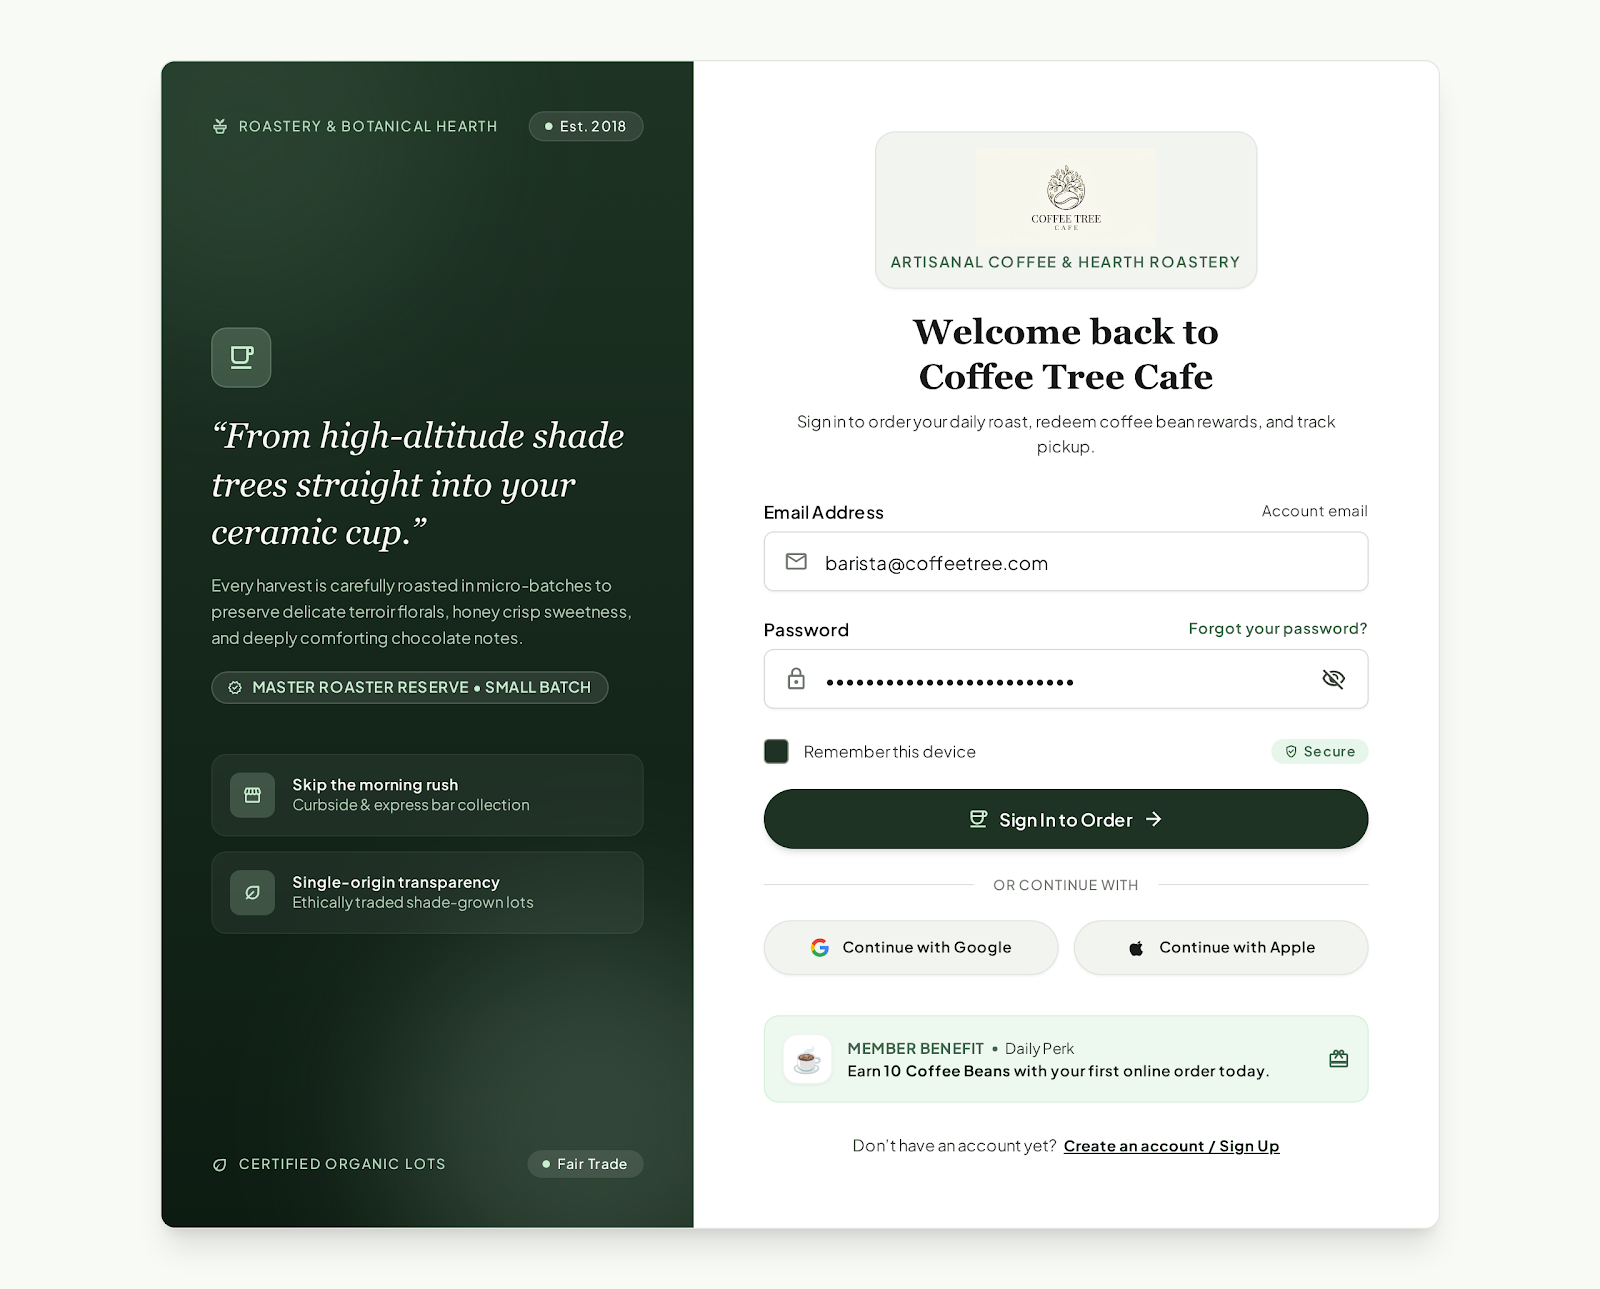 ROASTERY & BOTANICAL HEARTH
Est. 2018
“From high-altitude shade
trees straight into your
ceramic cup.”
Every harvest is carefully roasted in micro-batches to
preserve delicate terroir florals, honey crisp sweetness,
and deeply comforting chocolate notes.
MASTER ROASTER RESERVE • SMALL BATCH
Skip the morning rush
Curbside & express bar collection
Single-origin transparency
Ethically traded shade-grown lots
CERTIFIED ORGANIC LOTS
Fair Trade
COFFEE TREE
CAFE
ARTISANAL COFFEE & HEARTH ROASTERY
Welcome back to
Coffee Tree Cafe
Sign in to order your daily roast, redeem coffee bean rewards, and track
pickup.
Email Address
Account email
barista@coffeetree.com
Password
Forgot your password?
•••••••••••••••••••••••••
Remember this device
Secure
Sign In to Order
OR CONTINUE WITH
Continue with Google
Continue with Apple
MEMBER BENEFIT • Daily Perk
Earn 10 Coffee Beans with your first online order today.
Don't have an account yet? Create an account / Sign Up